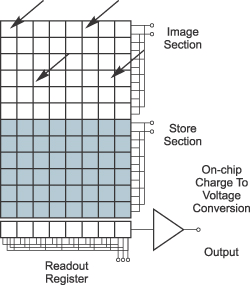 Image
Section
Store
Section
On-chip
Charge To
Voltage
Conversion
Output
Readout
Register